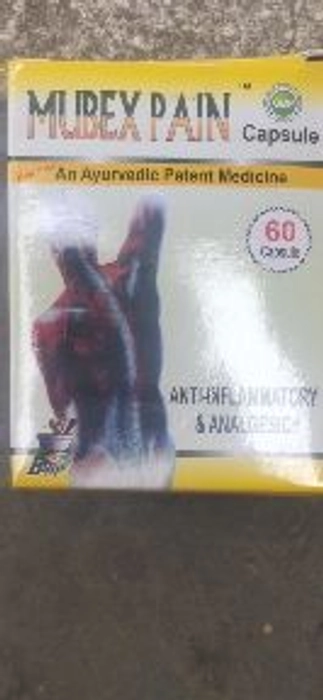 MUBEX PAIN
Capsule
An Ayurvedic Patent Medicine
60
Capsule
ANTI-INFLAMMATORY
& ANALGESIC